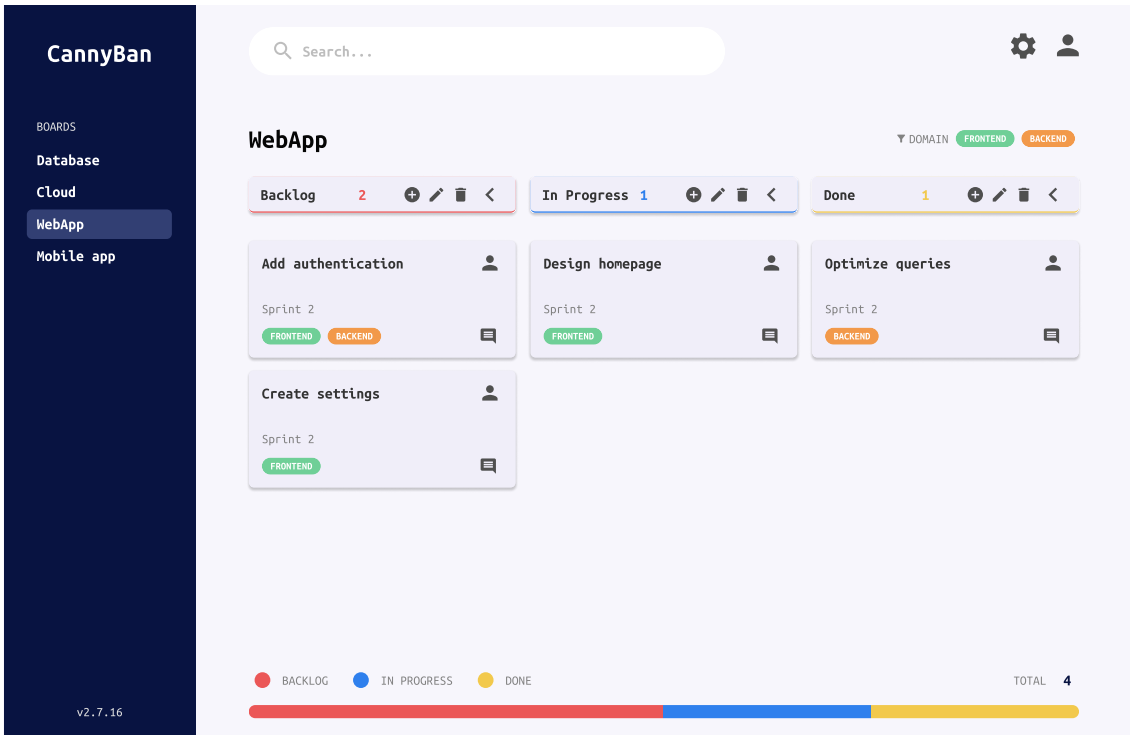 CannyBan
BOARDS
Database
Cloud
WebApp
Mobile app
v2.7.16
Search...
WebApp
DOMAIN FRONTEND BACKEND
Backlog 2
In Progress 1
Done 1
Add authentication
Sprint 2
FRONTEND BACKEND
Create settings
Sprint 2
FRONTEND
Design homepage
Sprint 2
FRONTEND
Optimize queries
Sprint 2
BACKEND
BACKLOG IN PROGRESS DONE
TOTAL 4